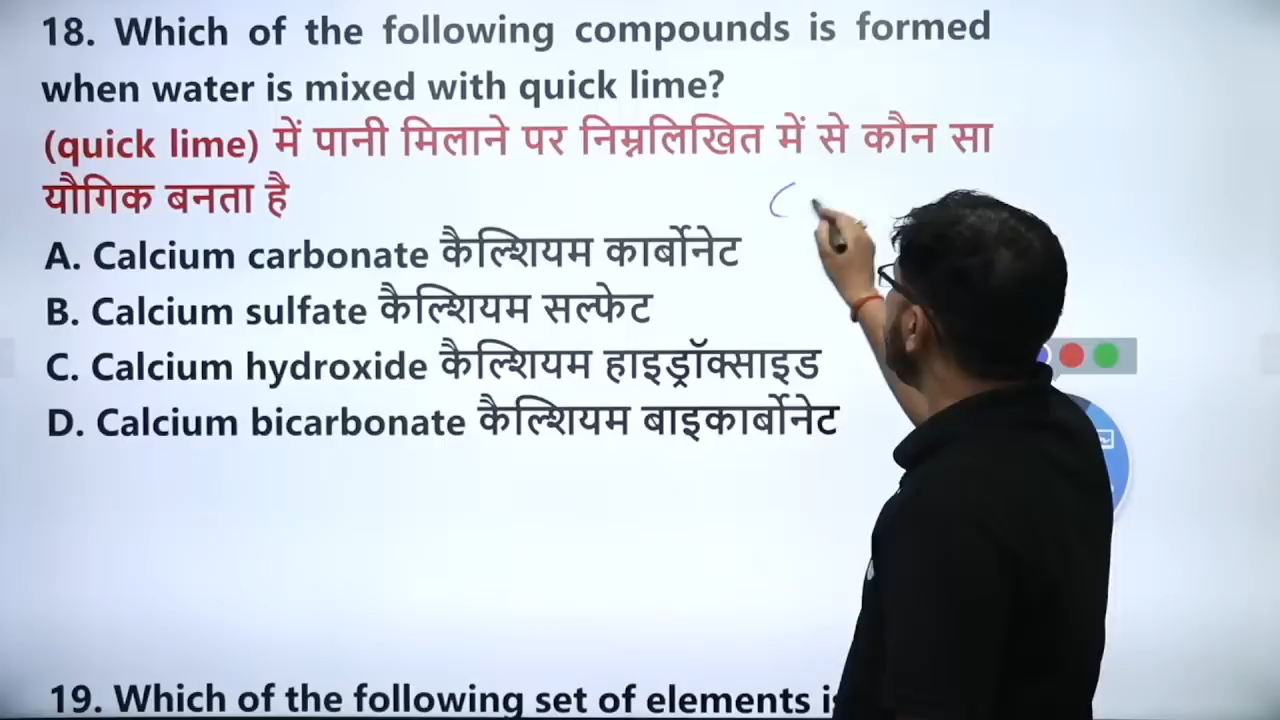 18. Which of the following compounds is formed
when water is mixed with quick lime?
(quick lime) में पानी मिलाने पर निम्नलिखित में से कौन सा
यौगिक बनता है
A. Calcium carbonate कैल्शियम कार्बोनेट
B. Calcium sulfate कैल्शियम सल्फेट
C. Calcium hydroxide कैल्शियम हाइड्रॉक्साइड
D. Calcium bicarbonate कैल्शियम बाइकार्बोनेट
19. Which of the following set of elements